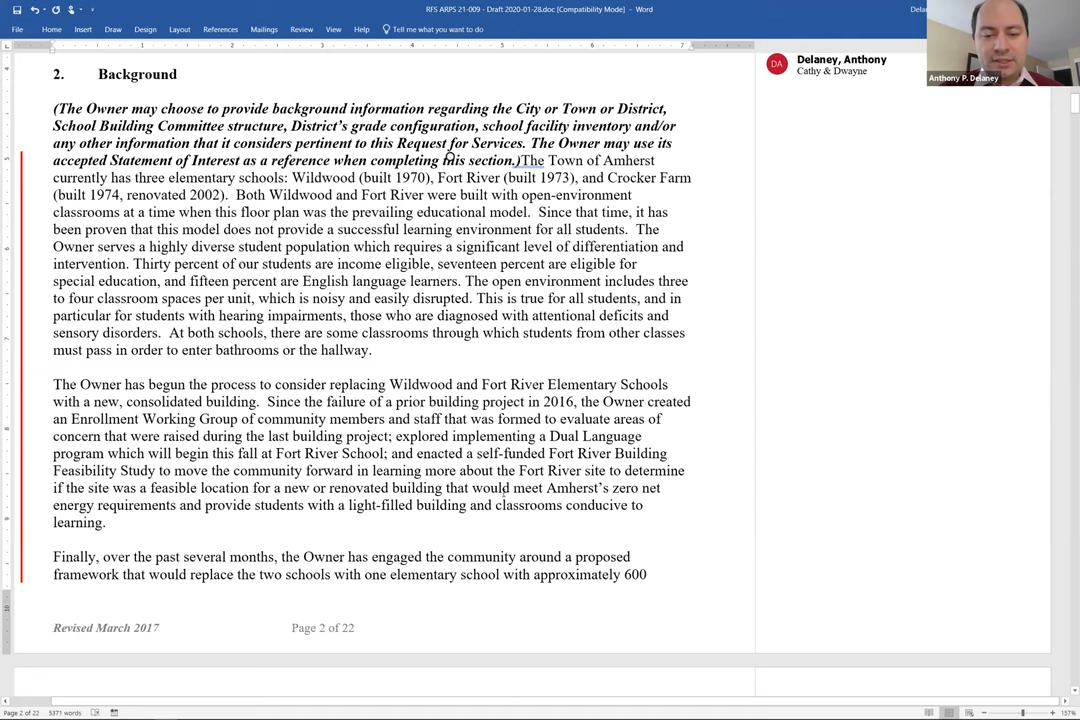 RFS ARPS 21-009 - Draft 2020-01-28.doc [Compatibility Mode] - Word
Delan
File Home Insert Draw Design Layout References Mailings Review View Help Tell me what you want to do
1 2 3 4 5 6 7
Delaney, Anthony
DA
Cathy & Dwayne
Anthony P. Delaney
2. Background
(The Owner may choose to provide background information regarding the City or Town or District,
School Building Committee structure, District's grade configuration, school facility inventory and/or
any other information that it considers pertinent to this Request for Services. The Owner may use its
accepted Statement of Interest as a reference when completing this section.)The Town of Amherst
currently has three elementary schools: Wildwood (built 1970), Fort River (built 1973), and Crocker Farm
(built 1974, renovated 2002). Both Wildwood and Fort River were built with open-environment
classrooms at a time when this floor plan was the prevailing educational model. Since that time, it has
been proven that this model does not provide a successful learning environment for all students. The
Owner serves a highly diverse student population which requires a significant level of differentiation and
intervention. Thirty percent of our students are income eligible, seventeen percent are eligible for
special education, and fifteen percent are English language learners. The open environment includes three
to four classroom spaces per unit, which is noisy and easily disrupted. This is true for all students, and in
particular for students with hearing impairments, those who are diagnosed with attentional deficits and
sensory disorders. At both schools, there are some classrooms through which students from other classes
must pass in order to enter bathrooms or the hallway.
The Owner has begun the process to consider replacing Wildwood and Fort River Elementary Schools
with a new, consolidated building. Since the failure of a prior building project in 2016, the Owner created
an Enrollment Working Group of community members and staff that was formed to evaluate areas of
concern that were raised during the last building project; explored implementing a Dual Language
program which will begin this fall at Fort River School; and enacted a self-funded Fort River Building
Feasibility Study to move the community forward in learning more about the Fort River site to determine
if the site was a feasible location for a new or renovated building that would meet Amherst's zero net
energy requirements and provide students with a light-filled building and classrooms conducive to
learning.
Finally, over the past several months, the Owner has engaged the community around a proposed
framework that would replace the two schools with one elementary school with approximately 600
Revised March 2017 Page 2 of 22
Page 2 of 22 5371 words
157%